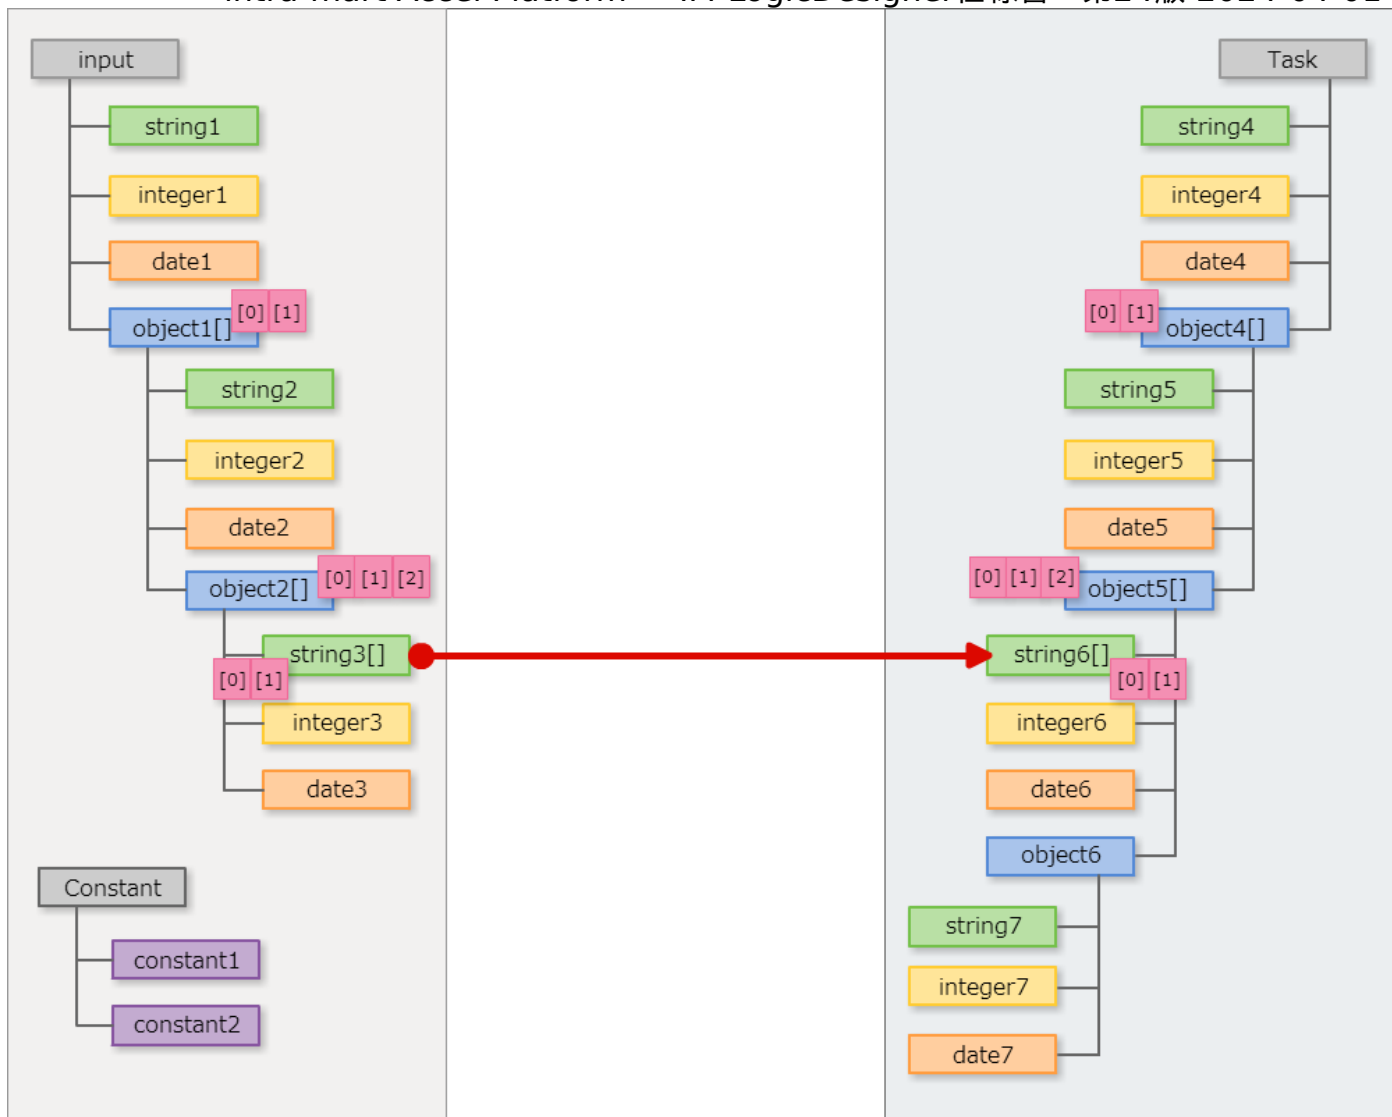 input
string1
integer1
date1
object1[]
[0] [1]
string2
integer2
date2
object2[]
[0] [1] [2]
string3[]
[0] [1]
integer3
date3
Constant
constant1
constant2
Task
string4
integer4
date4
[0] [1]
object4[]
string5
integer5
date5
[0] [1] [2]
object5[]
string6[]
[0] [1]
integer6
date6
object6
string7
integer7
date7